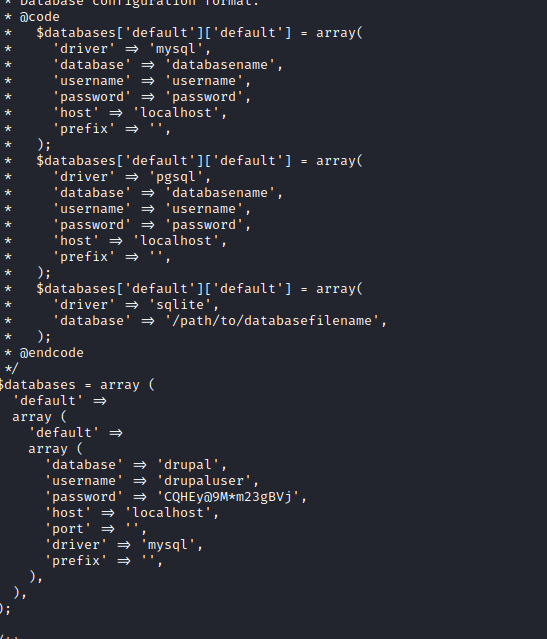 * Database configuration format:
* @code
*   $databases['default']['default'] = array(
*     'driver' => 'mysql',
*     'database' => 'databasename',
*     'username' => 'username',
*     'password' => 'password',
*     'host' => 'localhost',
*     'prefix' => '',
*   );
*   $databases['default']['default'] = array(
*     'driver' => 'pgsql',
*     'database' => 'databasename',
*     'username' => 'username',
*     'password' => 'password',
*     'host' => 'localhost',
*     'prefix' => '',
*   );
*   $databases['default']['default'] = array(
*     'driver' => 'sqlite',
*     'database' => '/path/to/databasefilename',
*   );
* @endcode
*/
$databases = array (
  'default' =>
  array (
    'default' =>
    array (
      'database' => 'drupal',
      'username' => 'drupaluser',
      'password' => 'CQHEy@9M*m23gBVj',
      'host' => 'localhost',
      'port' => '',
      'driver' => 'mysql',
      'prefix' => '',
    ),
  ),
);